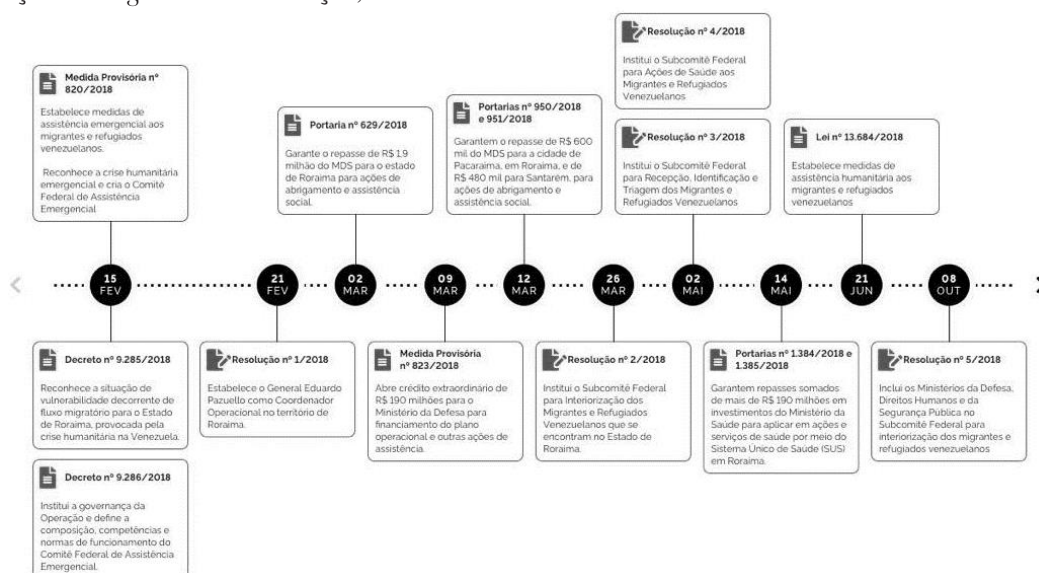 Medida Provisória nº
820/2018
Estabelece medidas de
assistência emergencial aos
migrantes e refugiados
venezuelanos.
Reconhece a crise humanitária
emergencial e cria o Comitê
Federal de Assistência
Emergencial
Portaria nº 629/2018
Garante o repasse de R$ 1,9
milhão do MDS para o estado
de Roraima para ações de
abrigamento e assistência
social.
Portarias nº 950/2018
e 951/2018
Garantem o repasse de R$ 600
mil do MDS para a cidade de
Pacaraima, em Roraima, e de
R$ 480 mil para Santarém, para
ações de abrigamento e
assistência social.
Resolução nº 4/2018
Institui o Subcomitê Federal
para Ações de Saúde aos
Migrantes e Refugiados
Venezuelanos
Resolução nº 3/2018
Institui o Subcomitê Federal
para Recepção, Identificação e
Triagem dos Migrantes e
Refugiados Venezuelanos
Lei nº 13.684/2018
Estabelece medidas de
assistência humanitária aos
migrantes e refugiados
venezuelanos
15
FEV
21
FEV
02
MAR
09
MAR
12
MAR
26
MAR
02
MAI
14
MAI
21
JUN
08
OUT
Decreto nº 9.285/2018
Reconhece a situação de
vulnerabilidade decorrente de
fluxo migratório para o Estado
de Roraima, provocada pela
crise humanitária na Venezuela.
Decreto nº 9.286/2018
Institui a governança da
Operação e define a
composição, competências e
normas de funcionamento do
Comitê Federal de Assistência
Emergencial.
Resolução nº 1/2018
Estabelece o General Eduardo
Pazuello como Coordenador
Operacional no território de
Roraima.
Medida Provisória
nº 823/2018
Abre crédito extraordinário de
R$ 190 milhões para o
Ministério da Defesa para
financiamento do plano
operacional e outras ações de
assistência.
Resolução nº 2/2018
Institui o Subcomitê Federal
para Interiorização dos
Migrantes e Refugiados
Venezuelanos que se
encontram no Estado de
Roraima.
Portarias nº 1.384/2018 e
1.385/2018
Garantem repasses somados
de mais de R$ 190 milhões em
investimentos do Ministério da
Saúde para aplicar em ações e
serviços de saúde por meio do
Sistema Único de Saúde (SUS)
em Roraima.
Resolução nº 5/2018
Inclui os Ministérios da Defesa,
Direitos Humanos e da
Segurança Pública no
Subcomitê Federal para
interiorização dos migrantes e
refugiados venezuelanos